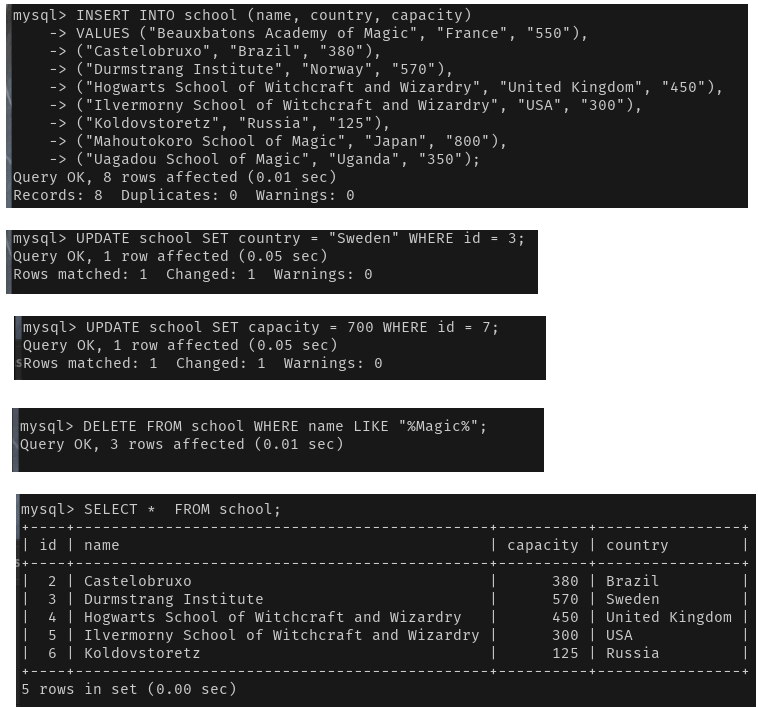 mysql> INSERT INTO school (name, country, capacity)
    -> VALUES ("Beauxbatons Academy of Magic", "France", "550"),
    -> ("Castelobruxo", "Brazil", "380"),
    -> ("Durmstrang Institute", "Norway", "570"),
    -> ("Hogwarts School of Witchcraft and Wizardry", "United Kingdom", "450"),
    -> ("Ilvermorny School of Witchcraft and Wizardry", "USA", "300"),
    -> ("Koldovstoretz", "Russia", "125"),
    -> ("Mahoutokoro School of Magic", "Japan", "800"),
    -> ("Uagadou School of Magic", "Uganda", "350");
Query OK, 8 rows affected (0.01 sec)
Records: 8  Duplicates: 0  Warnings: 0
mysql> UPDATE school SET country = "Sweden" WHERE id = 3;
Query OK, 1 row affected (0.05 sec)
Rows matched: 1  Changed: 1  Warnings: 0
mysql> UPDATE school SET capacity = 700 WHERE id = 7;
Query OK, 1 row affected (0.05 sec)
Rows matched: 1  Changed: 1  Warnings: 0
mysql> DELETE FROM school WHERE name LIKE "%Magic%";
Query OK, 3 rows affected (0.01 sec)
mysql> SELECT *  FROM school;
+----+----------------------------------------------+----------+----------------+
| id | name                                         | capacity | country        |
+----+----------------------------------------------+----------+----------------+
|  2 | Castelobruxo                                 |      380 | Brazil         |
|  3 | Durmstrang Institute                         |      570 | Sweden         |
|  4 | Hogwarts School of Witchcraft and Wizardry   |      450 | United Kingdom |
|  5 | Ilvermorny School of Witchcraft and Wizardry |      300 | USA            |
|  6 | Koldovstoretz                                |      125 | Russia         |
+----+----------------------------------------------+----------+----------------+
5 rows in set (0.00 sec)